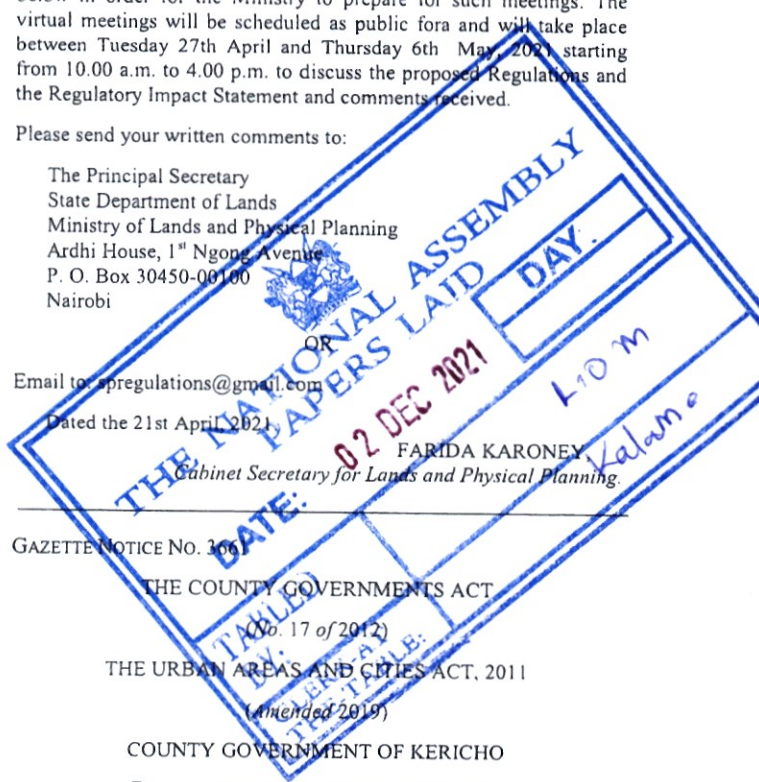 below in order for the Ministry to prepare for such meetings. The
virtual meetings will be scheduled as public fora and will take place
between Tuesday 27th April and Thursday 6th May, 2021 starting
from 10.00 a.m. to 4.00 p.m. to discuss the proposed Regulations and
the Regulatory Impact Statement and comments received.
Please send your written comments to:
The Principal Secretary
State Department of Lands
Ministry of Lands and Physical Planning
Ardhi House, 1st Ngong Avenue
P. O. Box 30450-00100
Nairobi
OR
Email to: spregulations@gmail.com
Dated the 21st April, 2021.
FARIDA KARONEY,
Cabinet Secretary for Lands and Physical Planning.
THE NATIONAL ASSEMBLY
PAPERS LAID
DATE: 02 DEC 2021
DAY.
TABLED
BY:
LOM
CLERK-AT
THE-TABLE:
Kalama
GAZETTE NOTICE NO. 3661
THE COUNTY GOVERNMENTS ACT
(No. 17 of 2012)
THE URBAN AREAS AND CITIES ACT, 2011
(Amended 2019)
COUNTY GOVERNMENT OF KERICHO